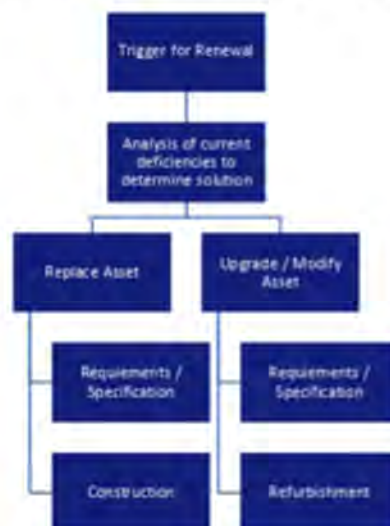 Trigger for Renewal
Analysis of current
deficiencies to
determine solution
Replace Asset
Upgrade / Modify
Asset
Requiements /
Specification
Requirements /
Specification
Construction
Refurbishment